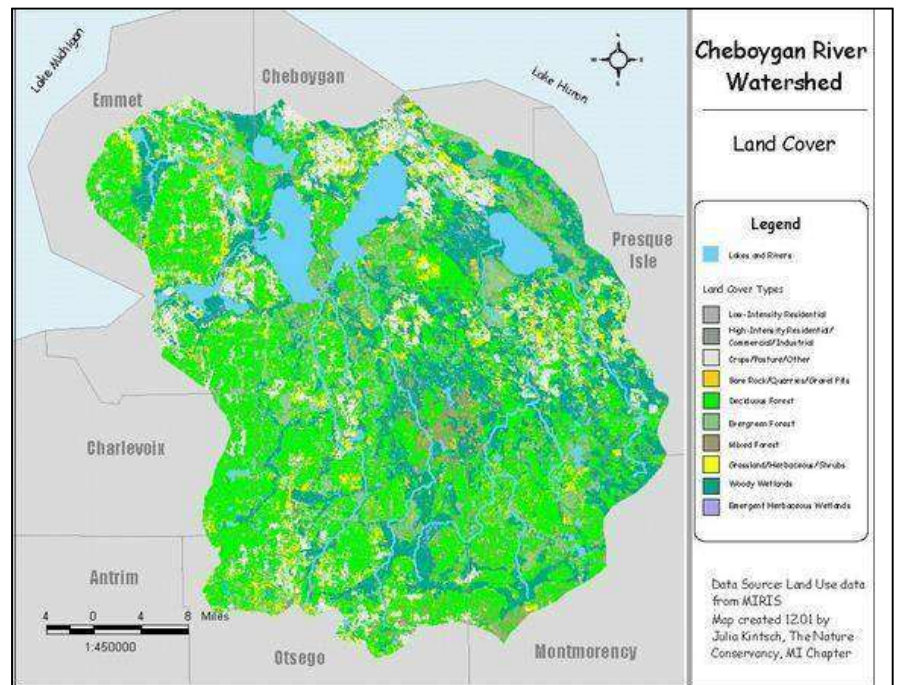 Lake Michigan
Emmet
Cheboygan
Lake Huron
N
W
E
S
Presque
Isle
Charlevoix
Antrim
4 0 4 8 Miles
1:450000
Otsego
Montmorency
Cheboygan River
Watershed
Land Cover
Legend
Lakes and Rivers
Land Cover Types
Low-Intensity Residential
High-Intensity Residential/
Commercial/Industrial
Crops/Pasture/Other
Bare Rock/Quarries/Gravel Pits
Deciduous Forest
Evergreen Forest
Mixed Forest
Grassland/Herbaceous/Shrubs
Woody Wetlands
Emergent Herbaceous Wetlands
Data Source: Land Use data
from MIRIS
Map created 12.01 by
Julia Kintsch, The Nature
Conservancy, MI Chapter